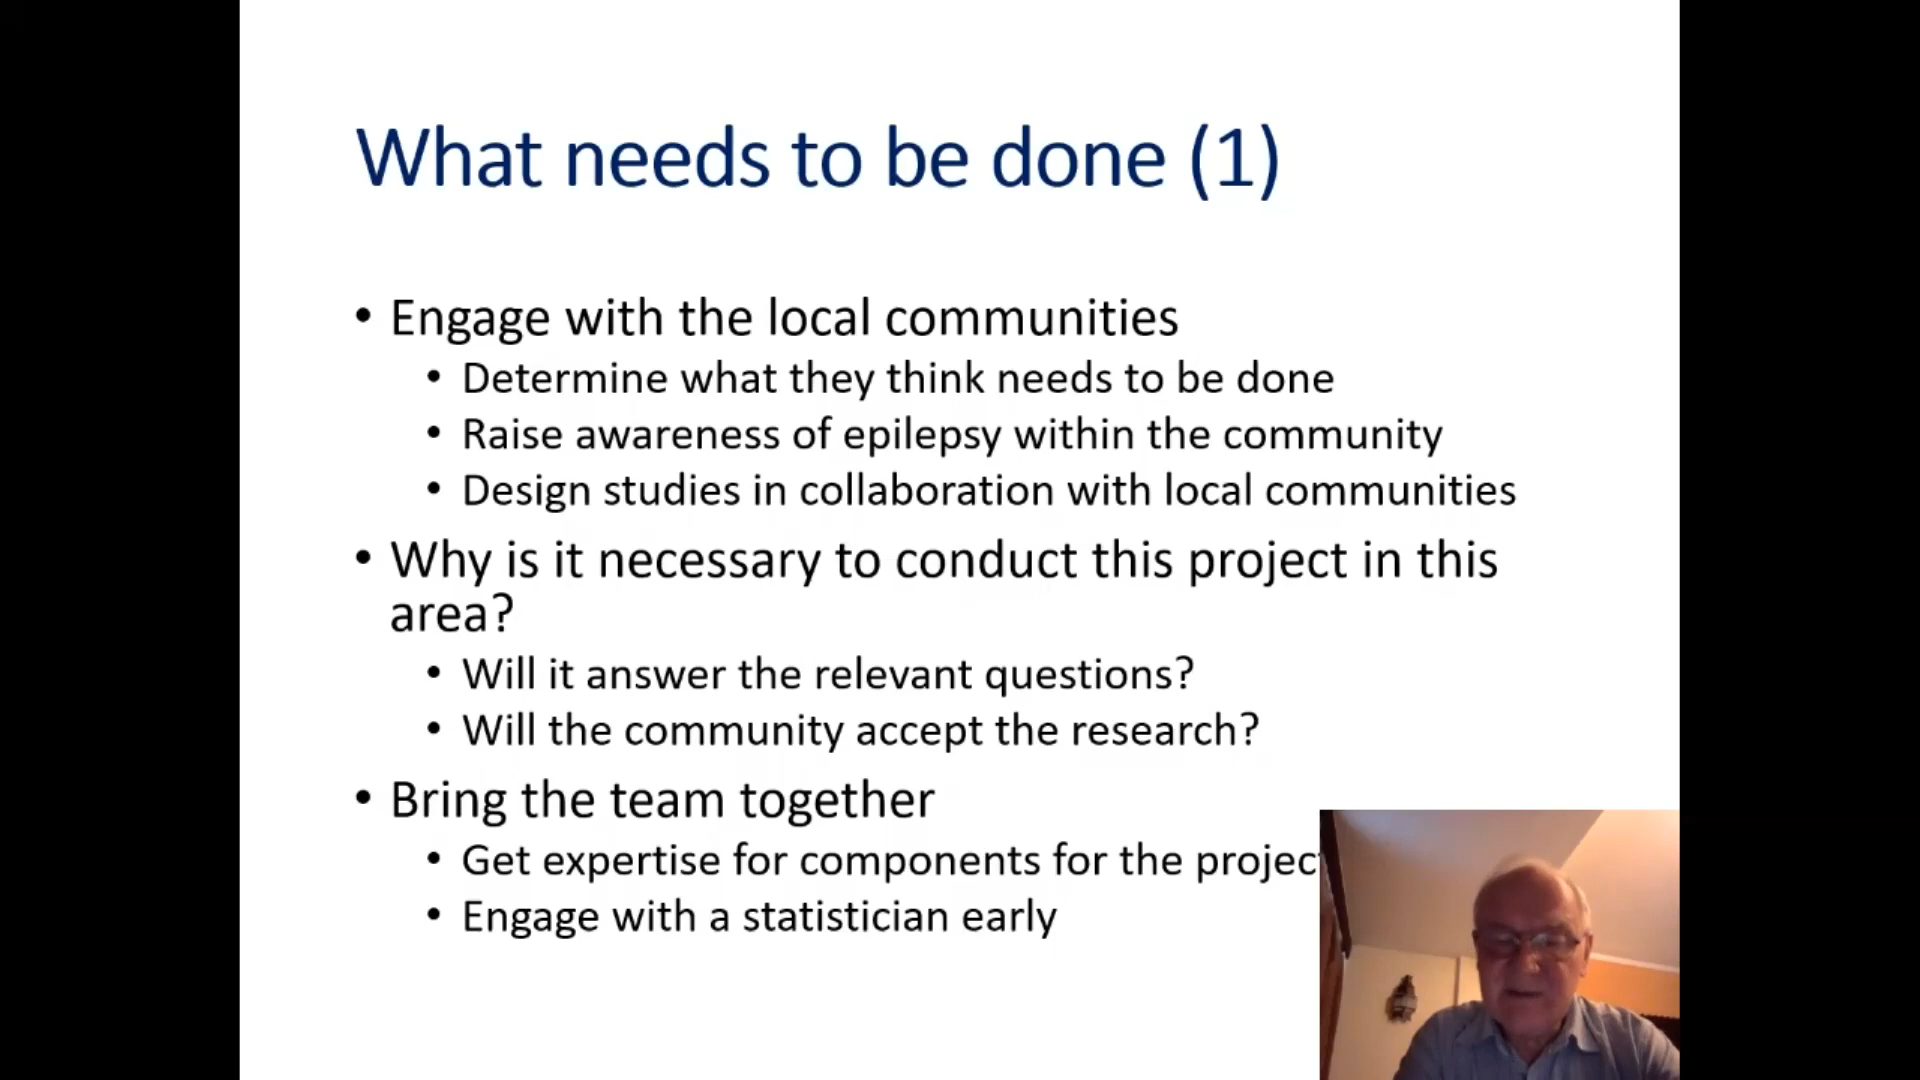 What needs to be done (1)
• Engage with the local communities
• Determine what they think needs to be done
• Raise awareness of epilepsy within the community
• Design studies in collaboration with local communities
• Why is it necessary to conduct this project in this
area?
• Will it answer the relevant questions?
• Will the community accept the research?
• Bring the team together
• Get expertise for components for the projec
• Engage with a statistician early